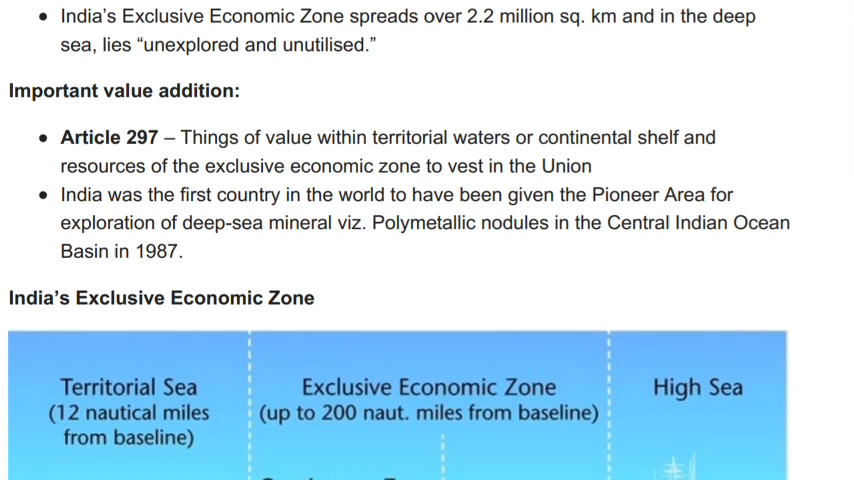 • India’s Exclusive Economic Zone spreads over 2.2 million sq. km and in the deep
sea, lies “unexplored and unutilised.”
Important value addition:
• Article 297 – Things of value within territorial waters or continental shelf and
resources of the exclusive economic zone to vest in the Union
• India was the first country in the world to have been given the Pioneer Area for
exploration of deep-sea mineral viz. Polymetallic nodules in the Central Indian Ocean
Basin in 1987.
India’s Exclusive Economic Zone
Territorial Sea
(12 nautical miles
from baseline)
Exclusive Economic Zone
(up to 200 naut. miles from baseline)
High Sea